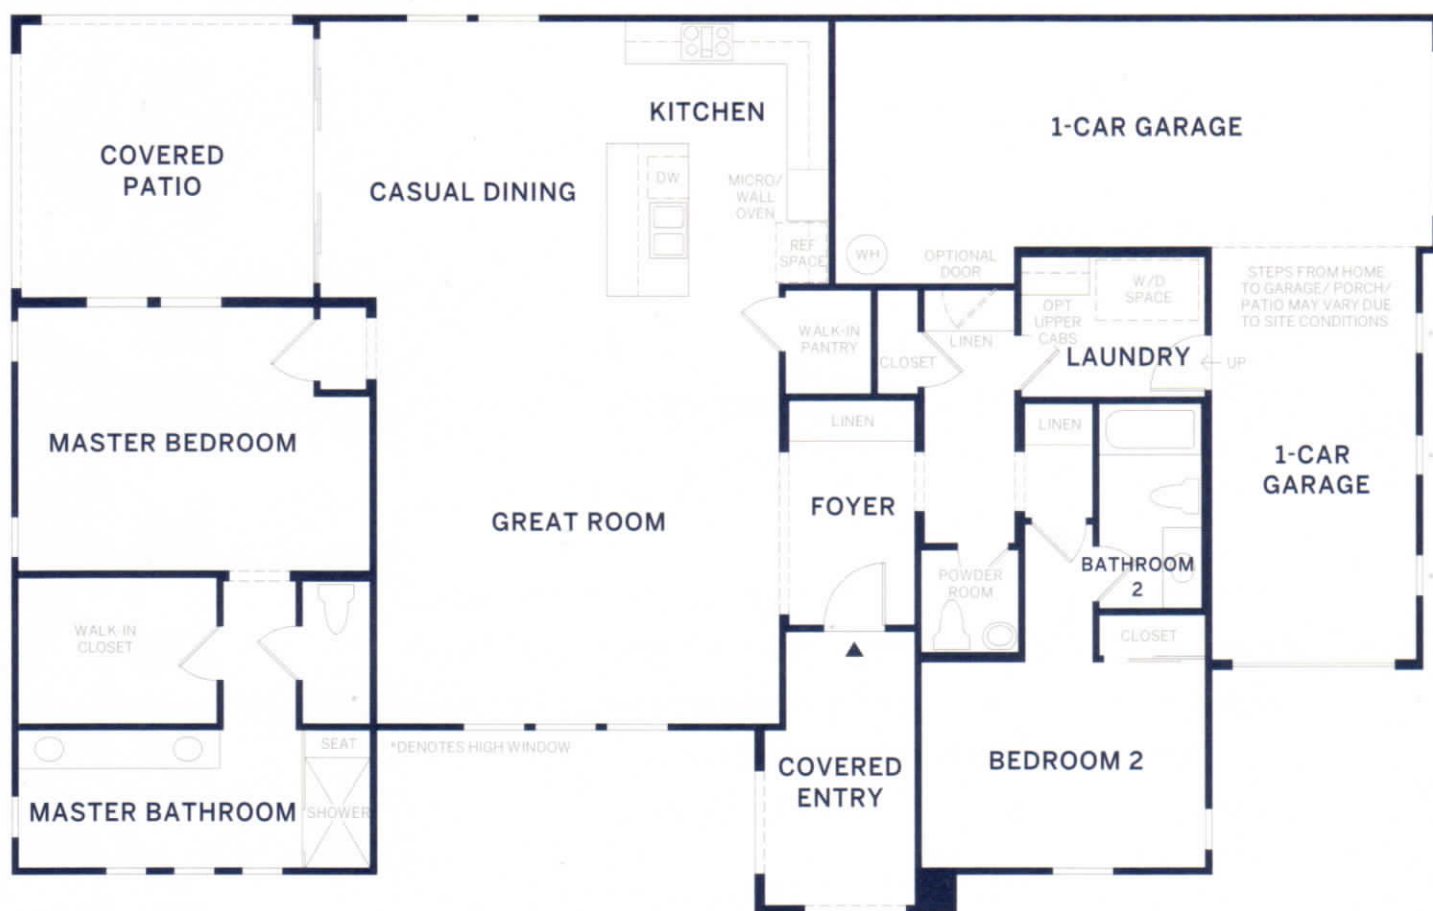 COVERED
PATIO
CASUAL DINING
KITCHEN
DW
MICRO/
WALL
OVEN
REF
SPACE
1-CAR GARAGE
WH
OPTIONAL
DOOR
W/D
SPACE
OPT
UPPER
CABS
LAUNDRY
UP
STEPS FROM HOME
TO GARAGE/ PORCH/
PATIO MAY VARY DUE
TO SITE CONDITIONS
WALK-IN
PANTRY
CLOSET
LINEN
MASTER BEDROOM
GREAT ROOM
LINEN
FOYER
LINEN
1-CAR
GARAGE
BATHROOM
2
POWDER
ROOM
CLOSET
WALK-IN
CLOSET
SEAT
SHOWER
MASTER BATHROOM
*DENOTES HIGH WINDOW
COVERED
ENTRY
BEDROOM 2